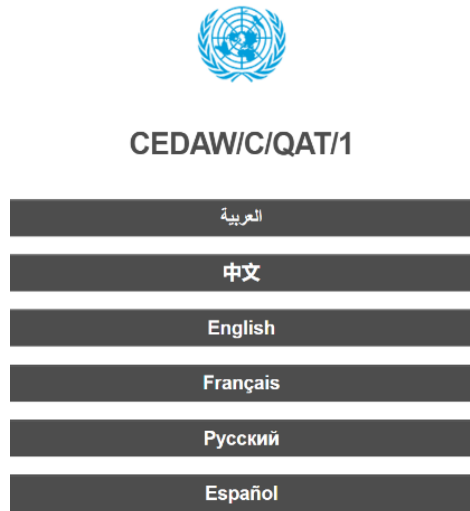 CEDAW/C/QAT/1
العربية
中文
English
Français
Русский
Español